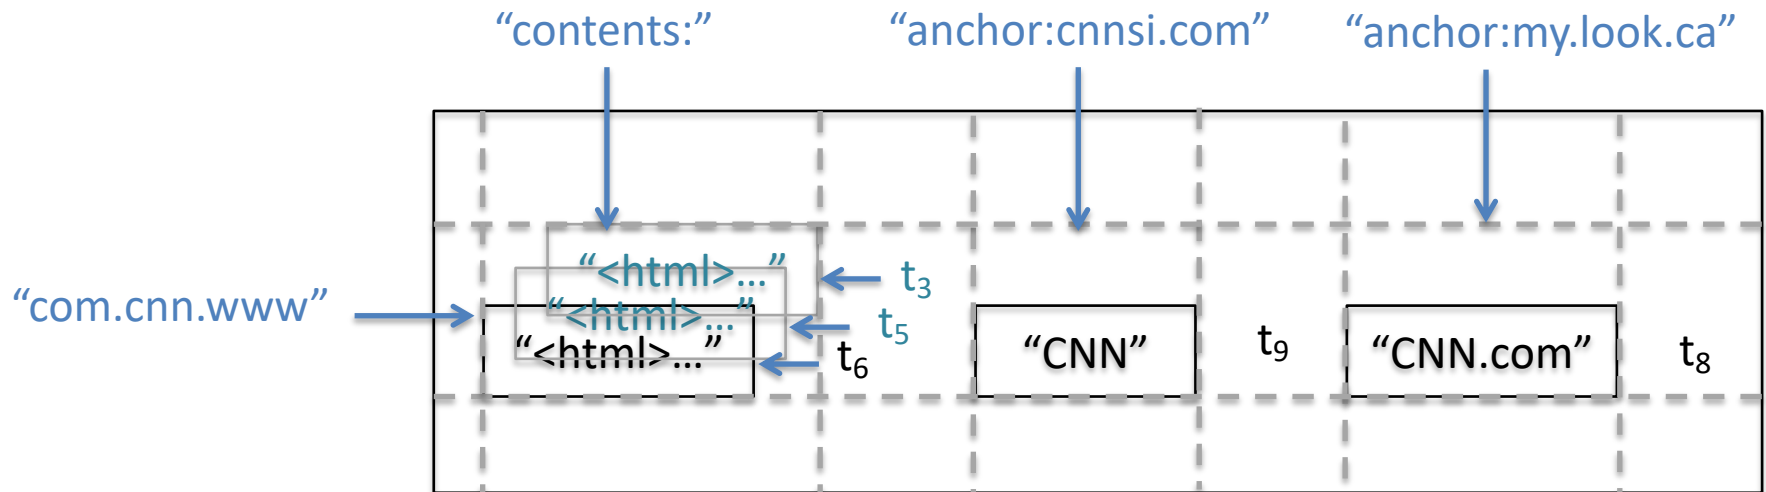 “contents:” “anchor:cnnsi.com” “anchor:my.look.ca”
“<html>...” t₃
“com.cnn.www”
“<html>...” t₅
“<html>...” t₆ “CNN” t₉ “CNN.com” t₈